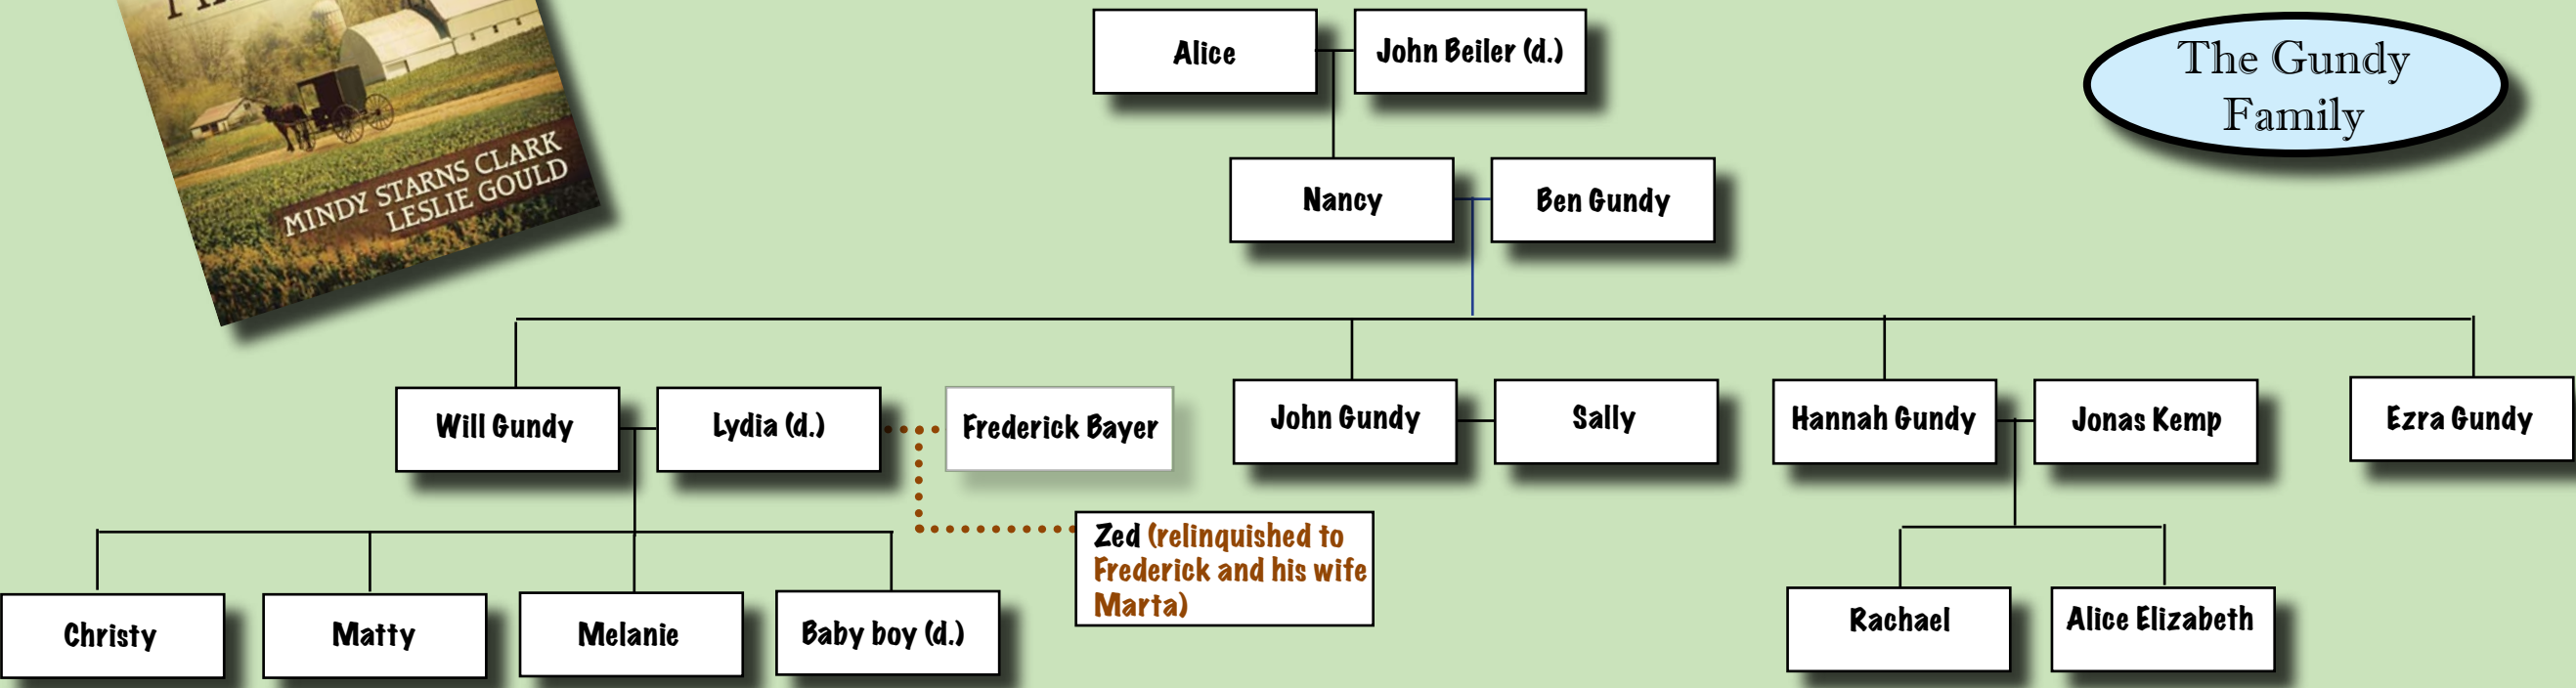 MINDY STARNS CLARK
LESLIE GOULD
The Gundy
Family
Alice
John Beiler (d.)
Nancy
Ben Gundy
Will Gundy
Lydia (d.)
Frederick Bayer
John Gundy
Sally
Hannah Gundy
Jonas Kemp
Ezra Gundy
Zed (relinquished to
Frederick and his wife
Marta)
Christy
Matty
Melanie
Baby boy (d.)
Rachael
Alice Elizabeth